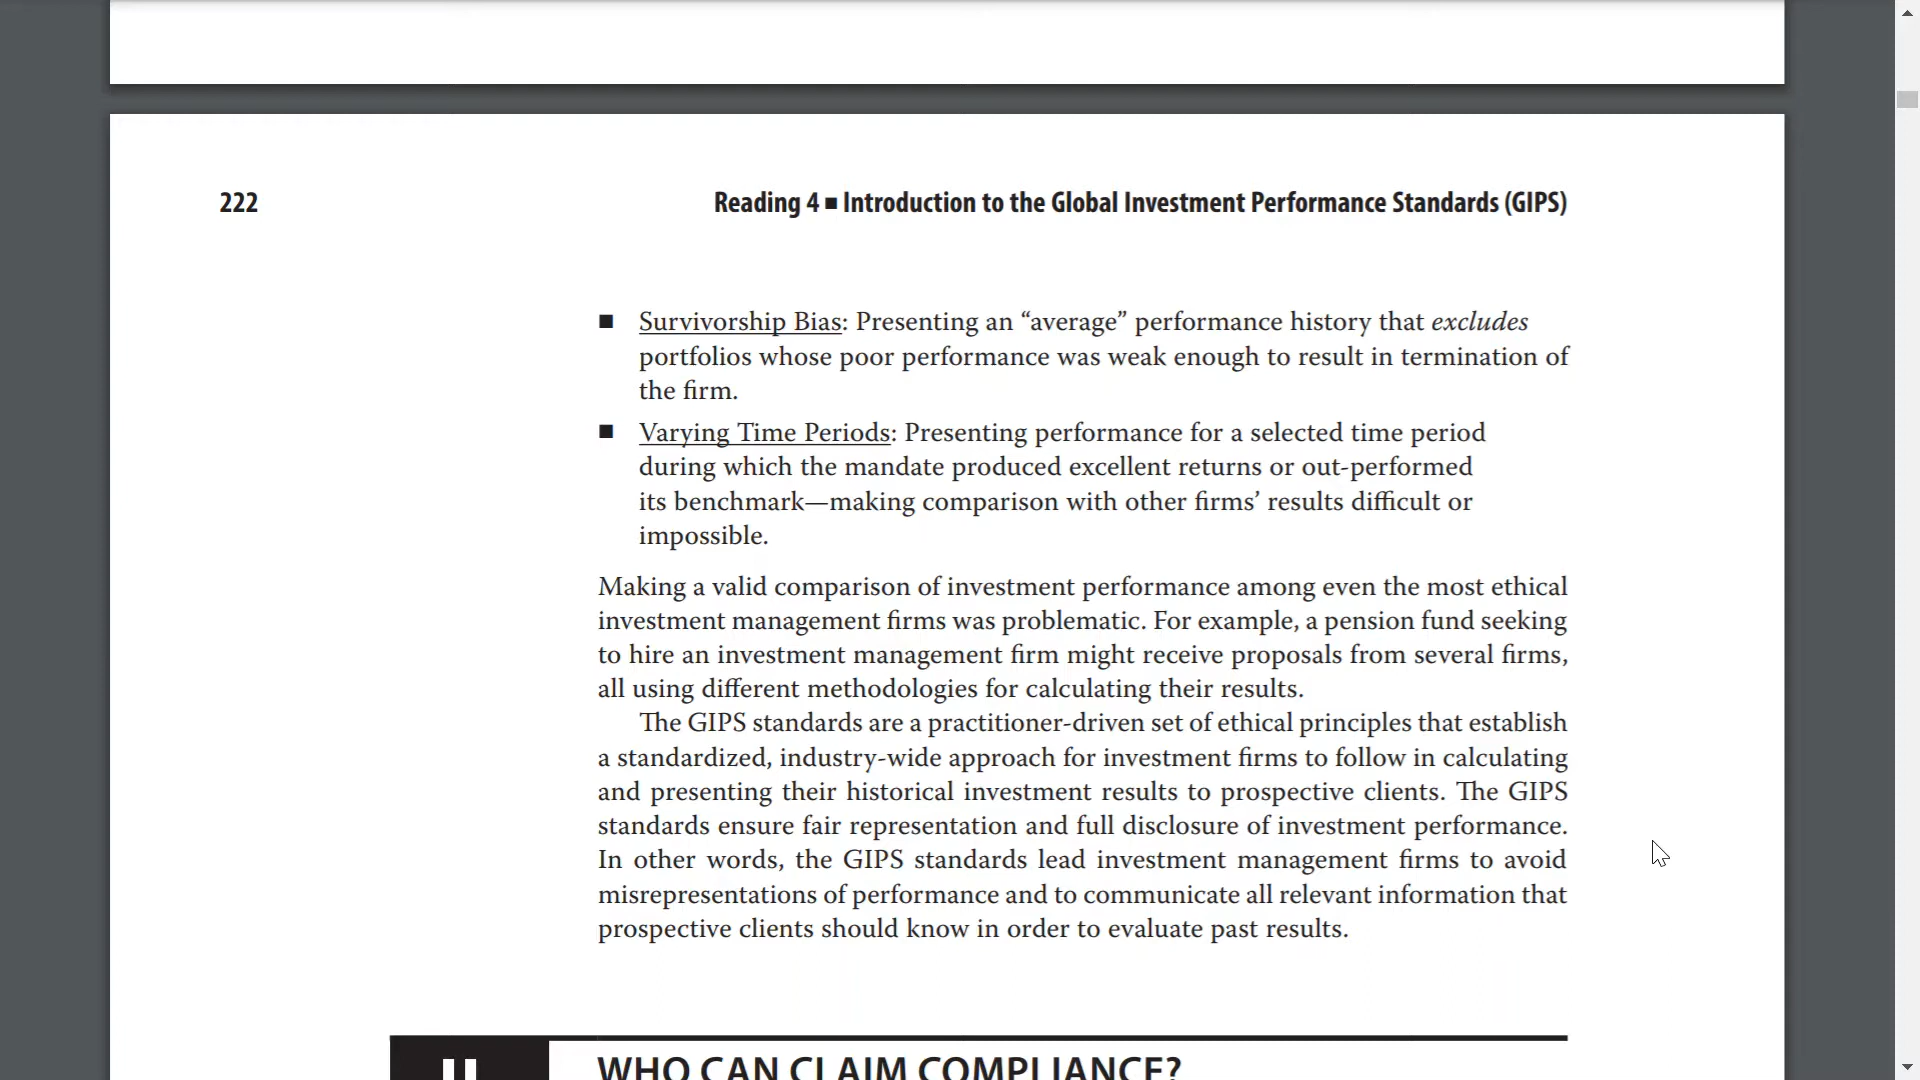 222
Reading 4 ■ Introduction to the Global Investment Performance Standards (GIPS)
■ Survivorship Bias: Presenting an “average” performance history that excludes
portfolios whose poor performance was weak enough to result in termination of
the firm.
■ Varying Time Periods: Presenting performance for a selected time period
during which the mandate produced excellent returns or out-performed
its benchmark—making comparison with other firms’ results difficult or
impossible.
Making a valid comparison of investment performance among even the most ethical
investment management firms was problematic. For example, a pension fund seeking
to hire an investment management firm might receive proposals from several firms,
all using different methodologies for calculating their results.
The GIPS standards are a practitioner-driven set of ethical principles that establish
a standardized, industry-wide approach for investment firms to follow in calculating
and presenting their historical investment results to prospective clients. The GIPS
standards ensure fair representation and full disclosure of investment performance.
In other words, the GIPS standards lead investment management firms to avoid
misrepresentations of performance and to communicate all relevant information that
prospective clients should know in order to evaluate past results.
II
WHO CAN CLAIM COMPLIANCE?